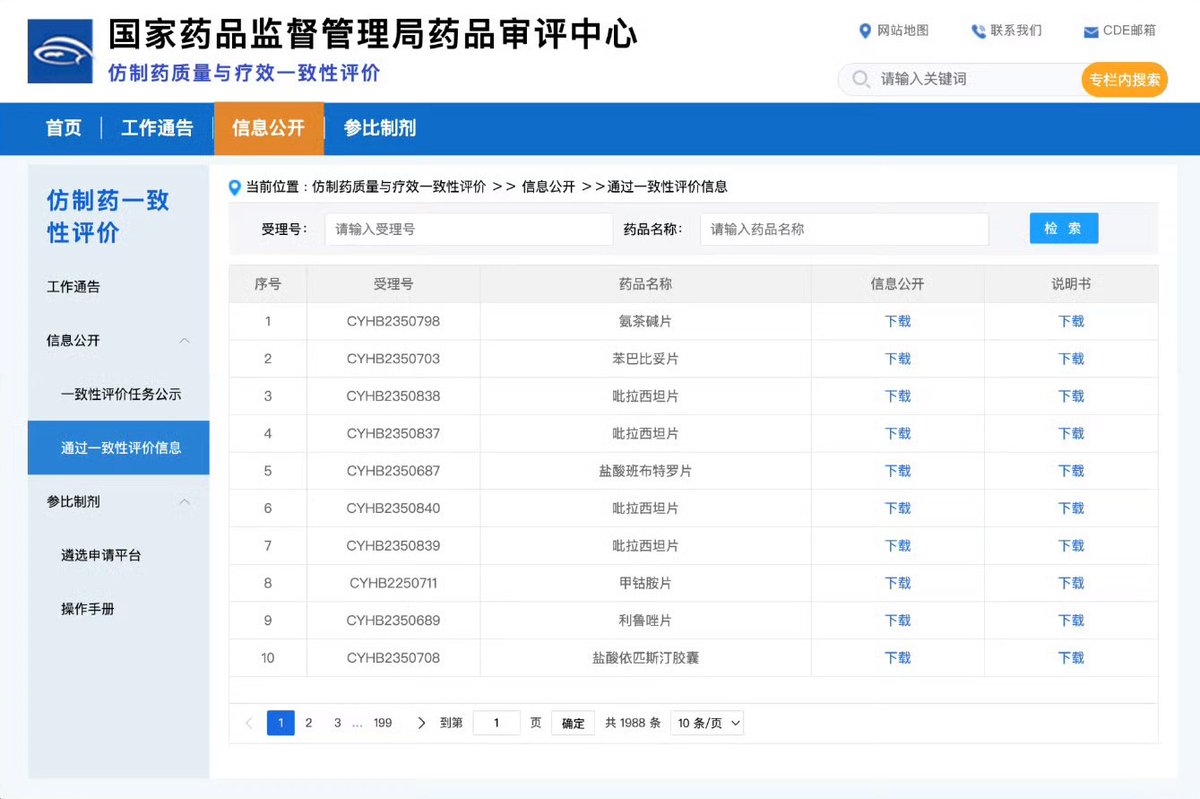 国家药品监督管理局药品审评中心
仿制药质量与疗效一致性评价
网站地图 联系我们 CDE邮箱
请输入关键词 专栏内搜索
首页 工作通告 信息公开 参比制剂
仿制药一致
性评价
工作通告
信息公开
一致性评价任务公示
通过一致性评价信息
参比制剂
遴选申请平台
操作手册
当前位置:仿制药质量与疗效一致性评价 >> 信息公开 >>通过一致性评价信息
受理号: 请输入受理号 药品名称: 请输入药品名称 检 索
序号 受理号 药品名称 信息公开 说明书
1 CYHB2350798 氨茶碱片 下载 下载
2 CYHB2350703 苯巴比妥片 下载 下载
3 CYHB2350838 吡拉西坦片 下载 下载
4 CYHB2350837 吡拉西坦片 下载 下载
5 CYHB2350687 盐酸班布特罗片 下载 下载
6 CYHB2350840 吡拉西坦片 下载 下载
7 CYHB2350839 吡拉西坦片 下载 下载
8 CYHB2250711 甲钴胺片 下载 下载
9 CYHB2350689 利鲁唑片 下载 下载
10 CYHB2350708 盐酸依匹斯汀胶囊 下载 下载
1 2 3 … 199 到第 1 页 确定 共 1988 条 10 条/页